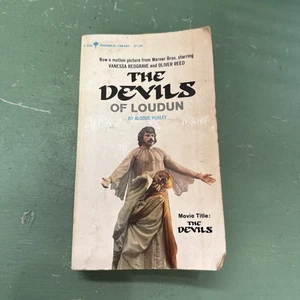 Now a motion picture from Warner Bros. starring
VANESSA REDGRAVE and OLIVER REED
THE
DEVILS
OF LOUDUN
BY ALDOUS HUXLEY
Movie Title:
THE
DEVILS